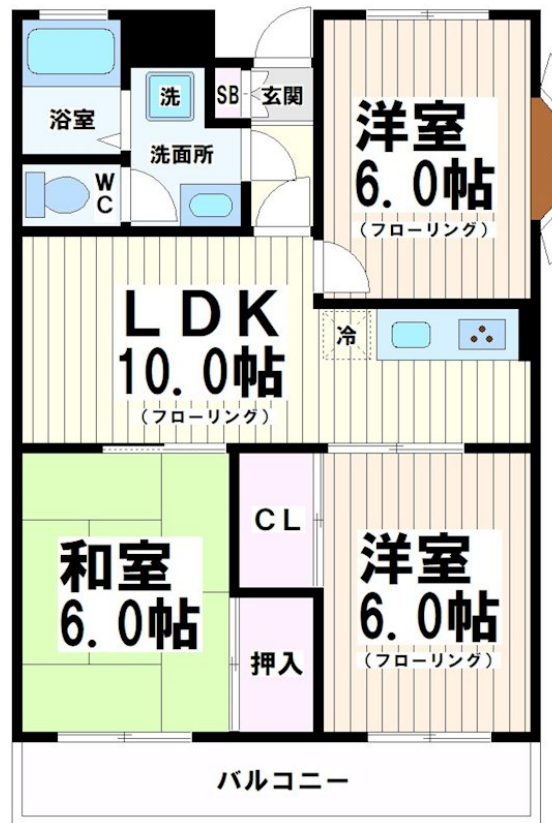 浴室
洗
SB
玄関
洗面所
WC
洋室
6.0帖
(フローリング)
LDK
10.0帖
(フローリング)
冷
和室
6.0帖
CL
押入
洋室
6.0帖
(フローリング)
バルコニー